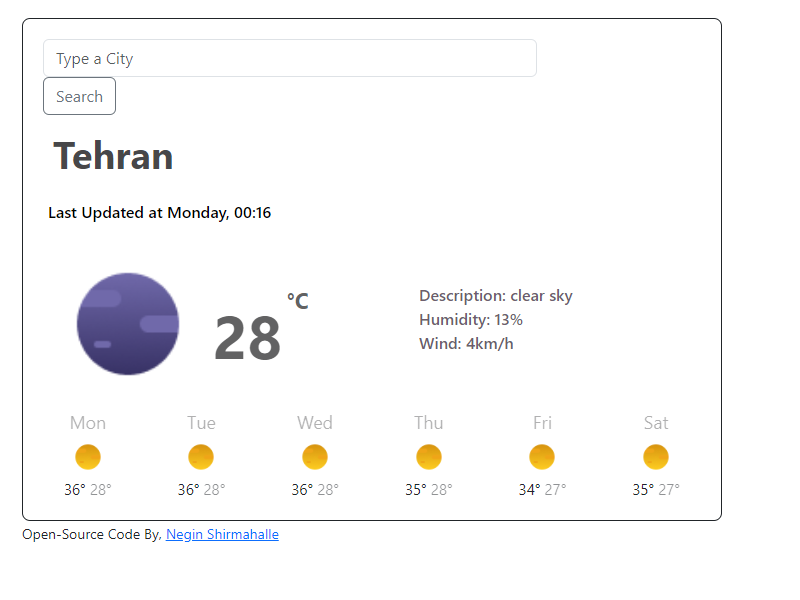 Type a City
Search
Tehran
Last Updated at Monday, 00:16
28 °C
Description: clear sky
Humidity: 13%
Wind: 4km/h
Mon Tue Wed Thu Fri Sat
36° 28° 36° 28° 36° 28° 35° 28° 34° 27° 35° 27°
Open-Source Code By, Negin Shirmahalle